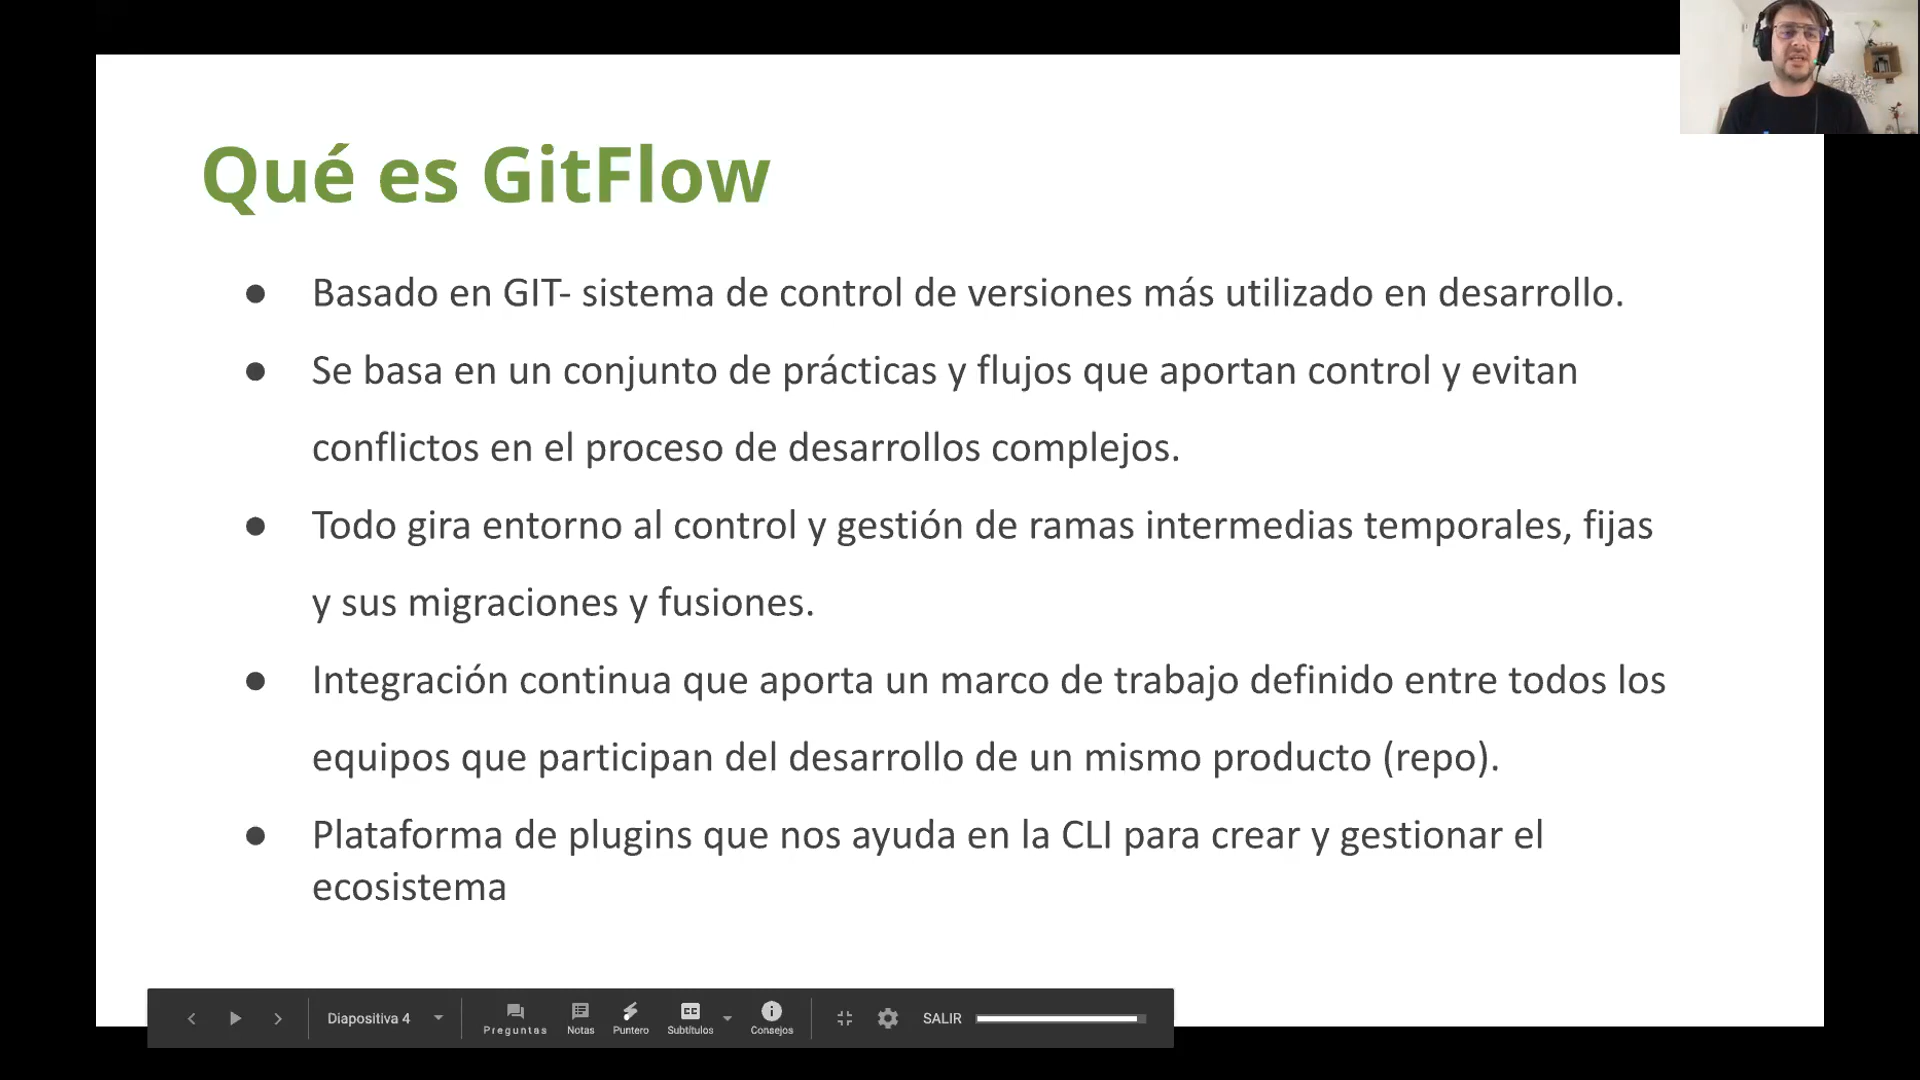 Qué es GitFlow
● Basado en GIT- sistema de control de versiones más utilizado en desarrollo.
● Se basa en un conjunto de prácticas y flujos que aportan control y evitan
conflictos en el proceso de desarrollos complejos.
● Todo gira entorno al control y gestión de ramas intermedias temporales, fijas
y sus migraciones y fusiones.
● Integración continua que aporta un marco de trabajo definido entre todos los
equipos que participan del desarrollo de un mismo producto (repo).
● Plataforma de plugins que nos ayuda en la CLI para crear y gestionar el
ecosistema
Diapositiva 4
Preguntas
Notas
Puntero
CC
Subtítulos
Consejos
SALIR